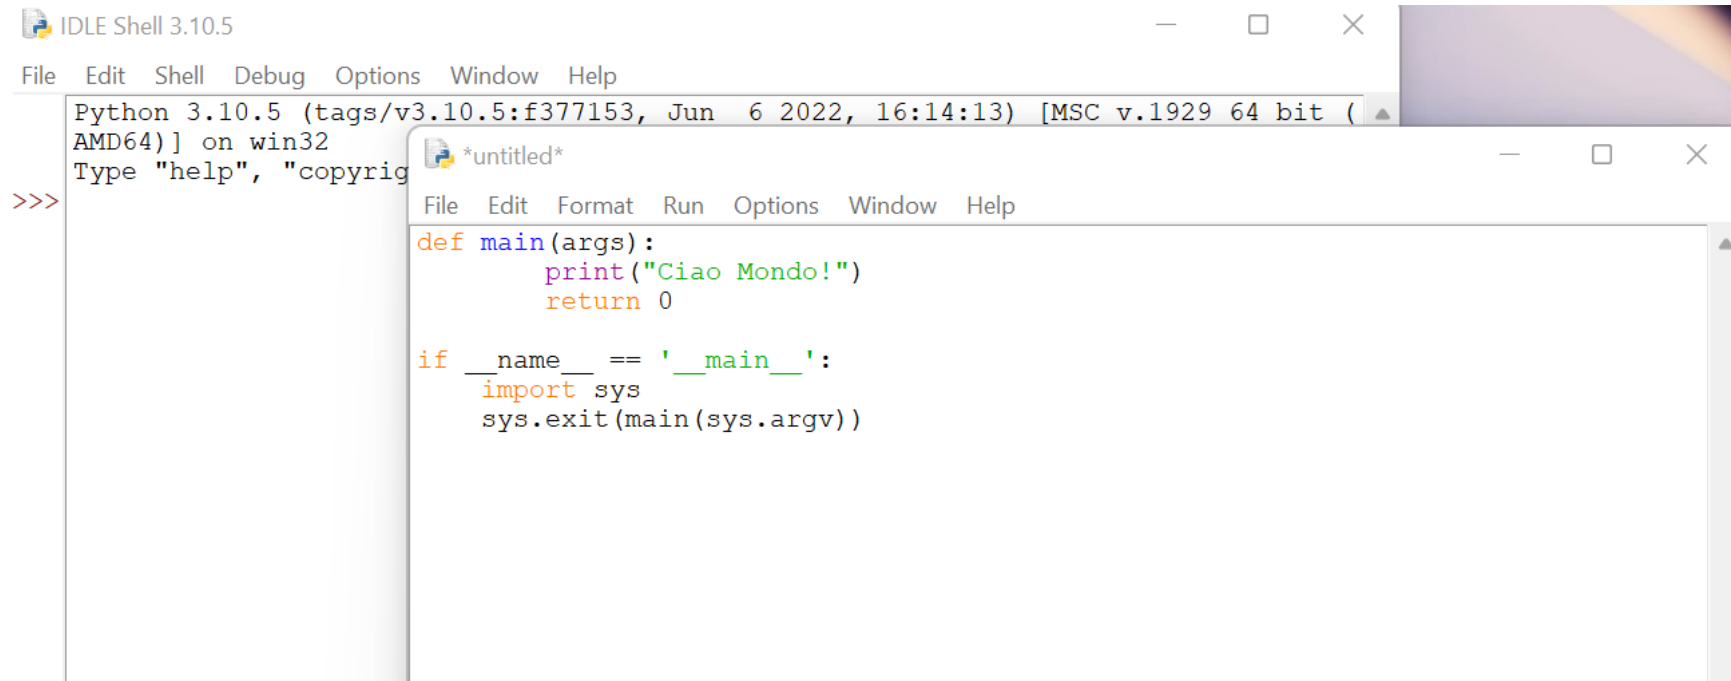 IDLE Shell 3.10.5
File Edit Shell Debug Options Window Help
Python 3.10.5 (tags/v3.10.5:f377153, Jun  6 2022, 16:14:13) [MSC v.1929 64 bit (
AMD64)] on win32
Type "help", "copyrig
>>>
*untitled*
File Edit Format Run Options Window Help
def main(args):
        print("Ciao Mondo!")
        return 0
if __name__ == '__main__':
    import sys
    sys.exit(main(sys.argv))